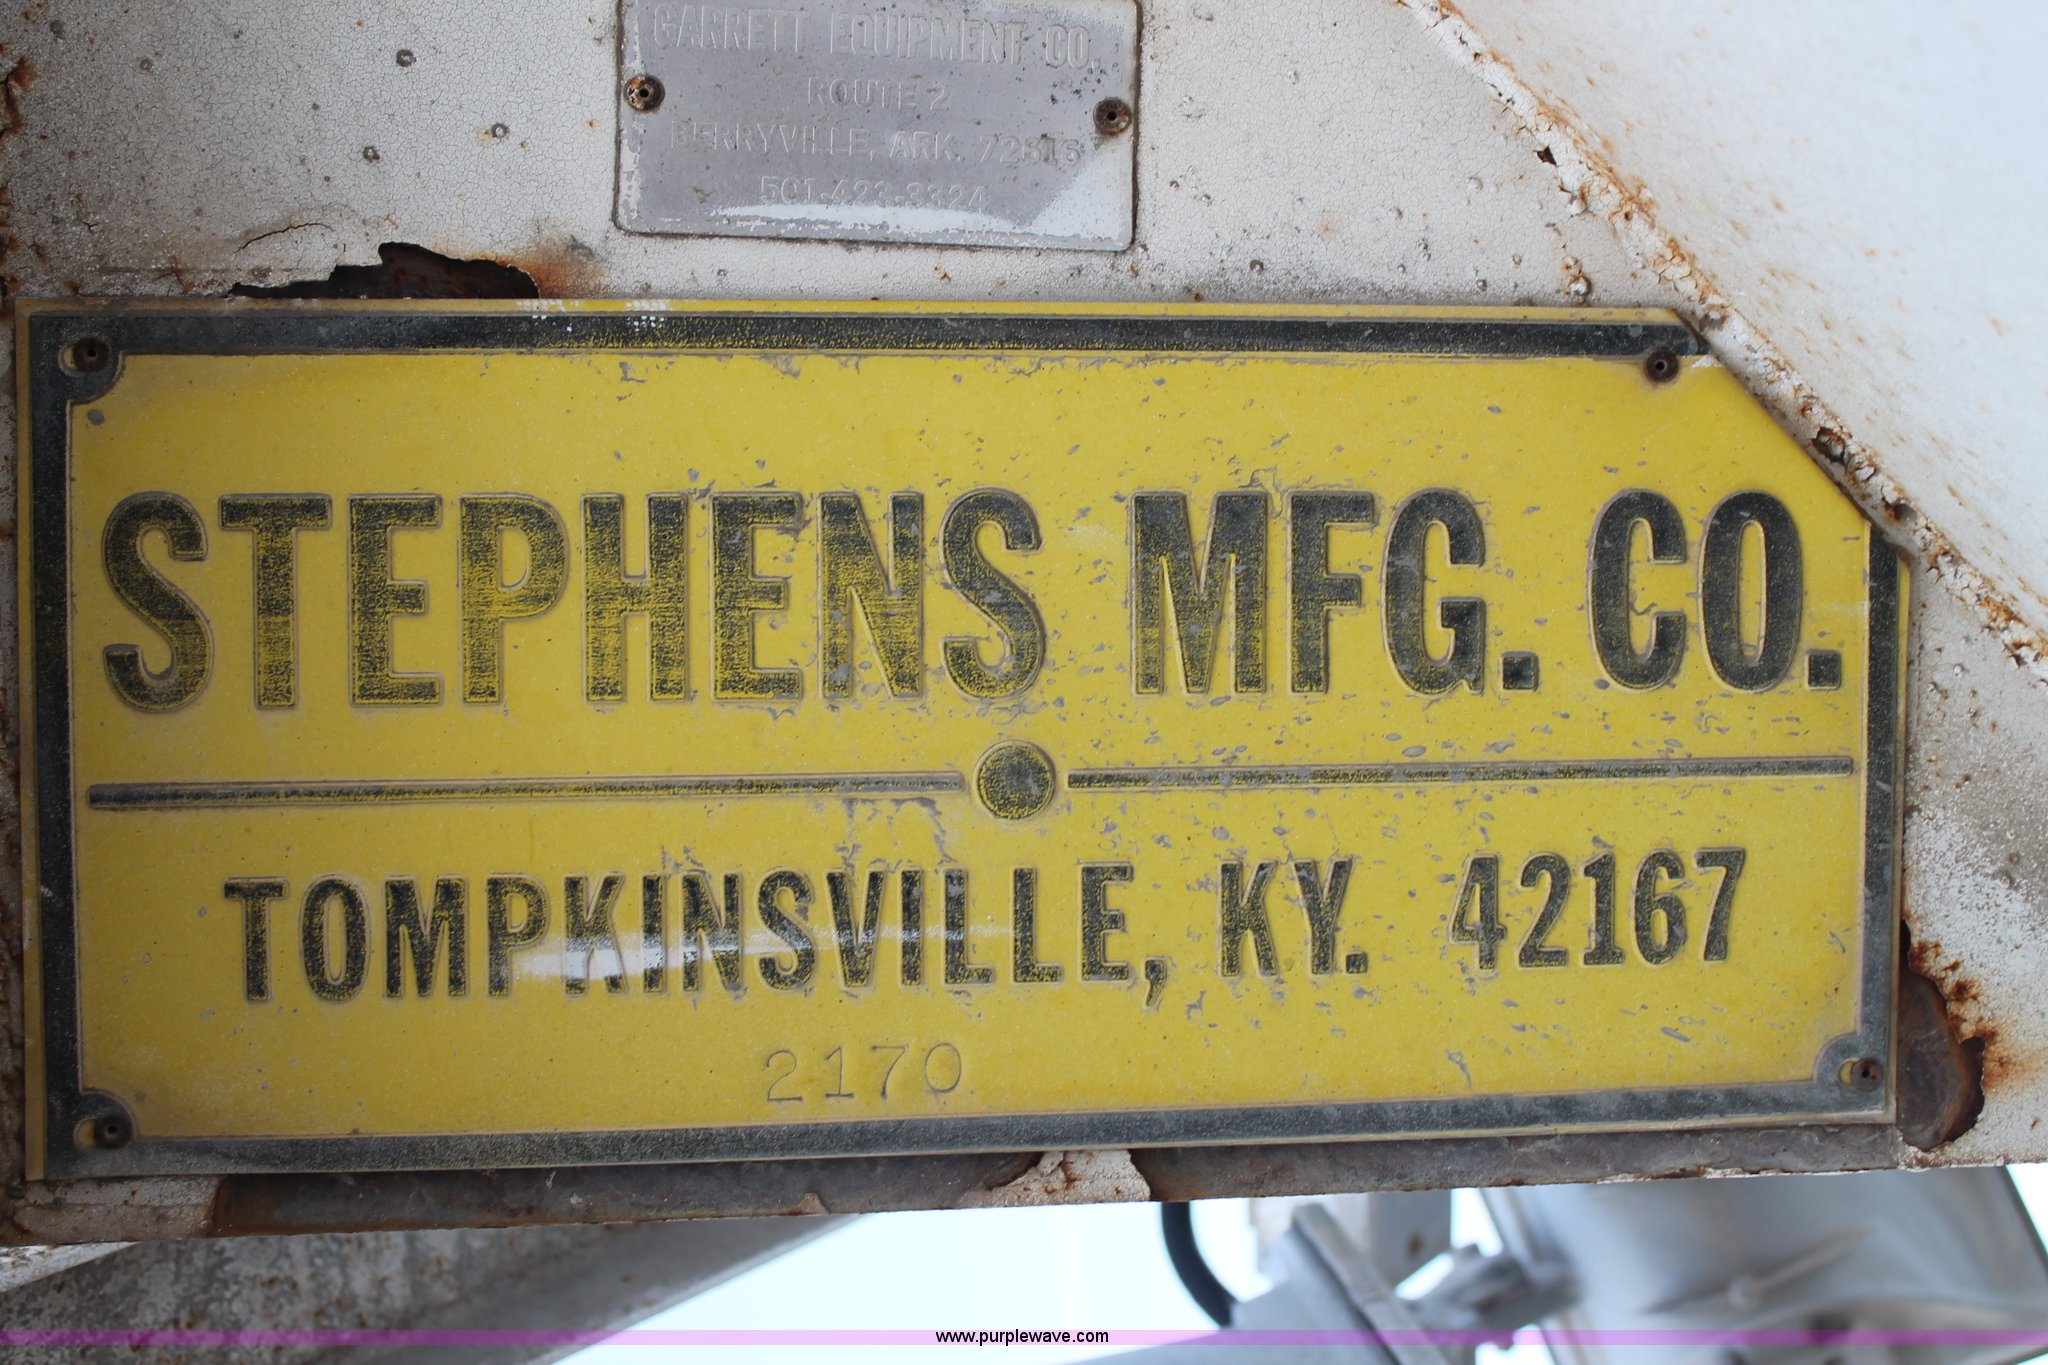 GARRETT EQUIPMENT CO.
ROUTE 2
BERRYVILLE, ARK. 72616
501-423-3324
STEPHENS MFG. CO.
TOMPKINSVILLE, KY. 42167
2170
www.purplewave.com